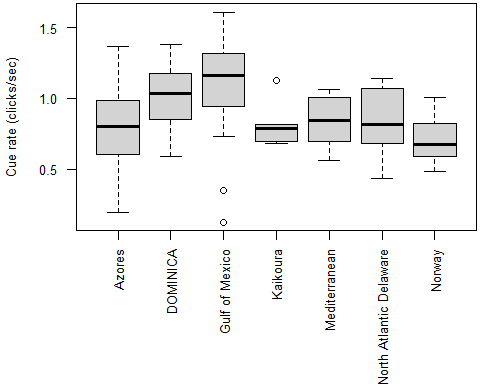 Cue rate (clicks/sec)
1.5
1.0
0.5
Azores
DOMINICA
Gulf of Mexico
Kaikoura
Mediterranean
North Atlantic Delaware
Norway